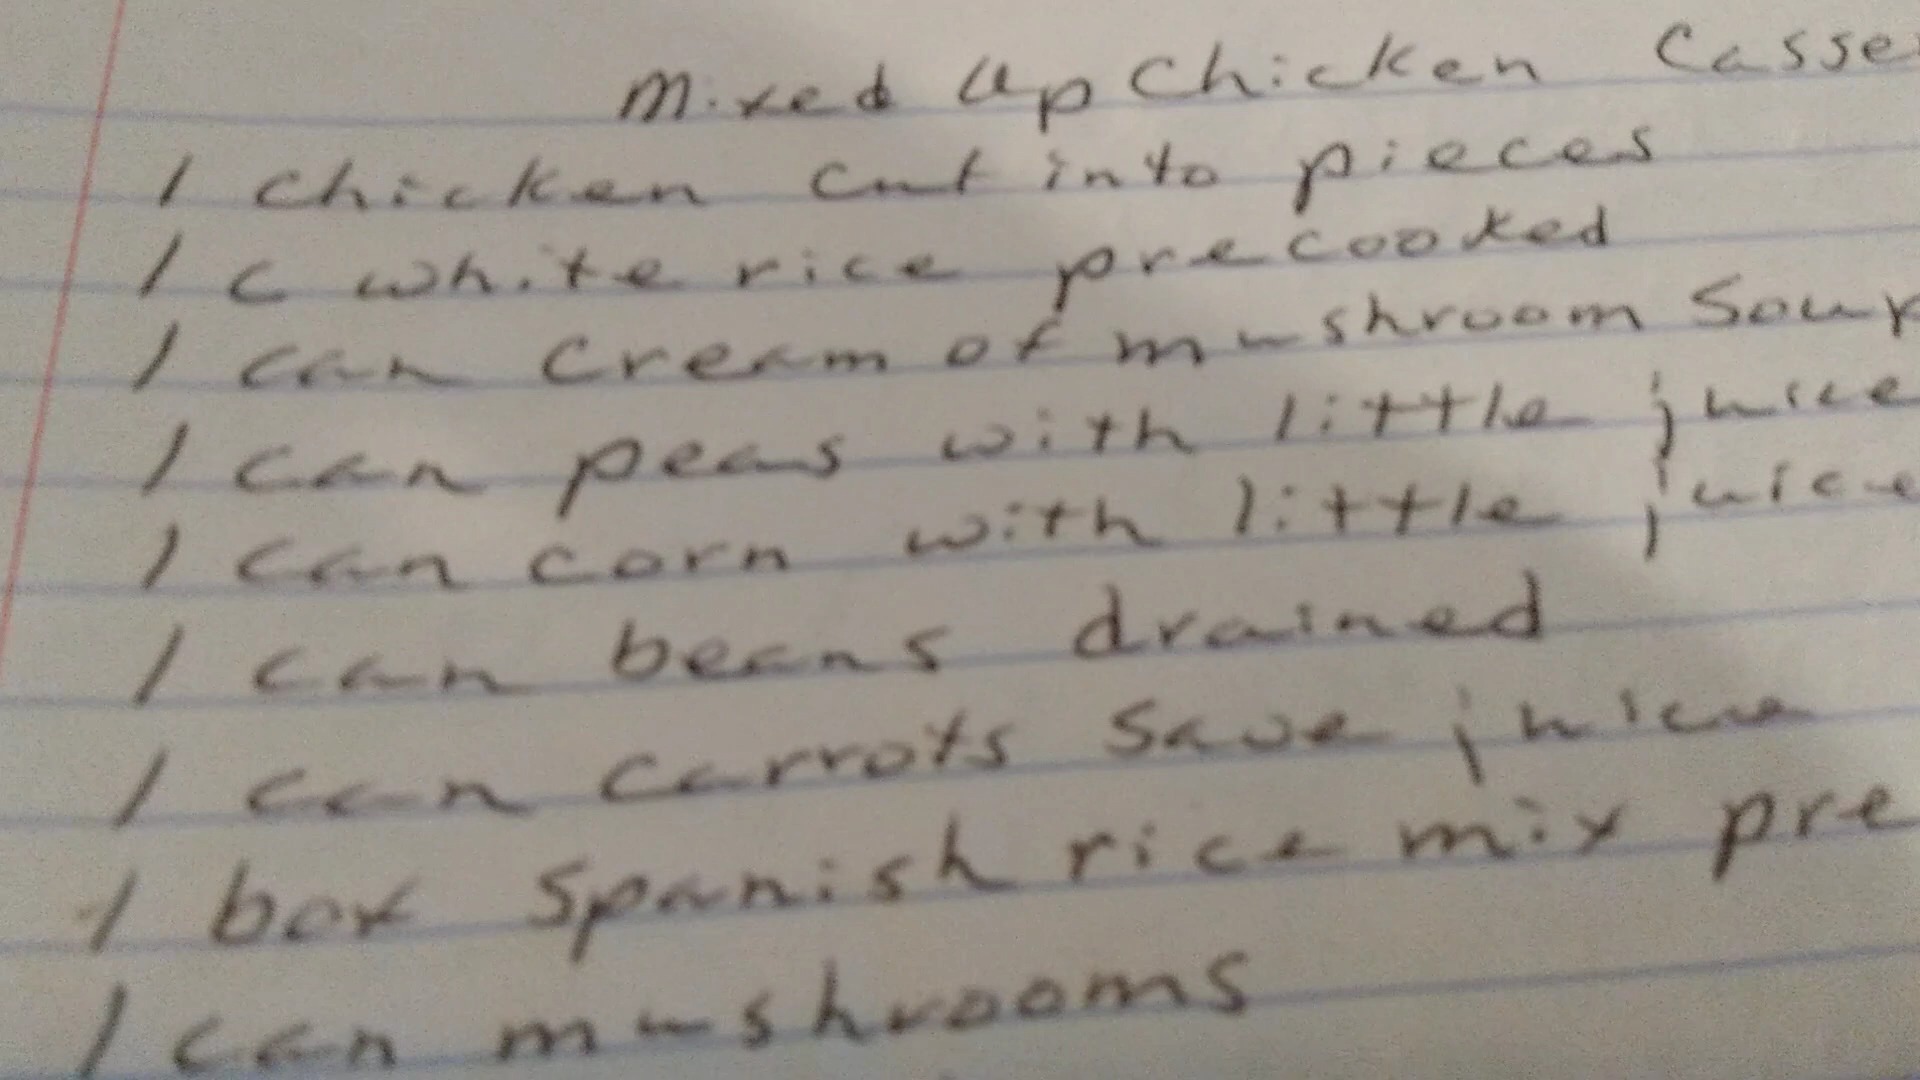 Mixed Up Chicken Casse
1 chicken cut into pieces
1 c white rice precooked
1 can cream of mushroom Soup
1 can peas with little juice
1 can corn with little juice
1 can beans drained
1 can carrots save juice
1 box Spanish rice mix pre
1 can mushrooms